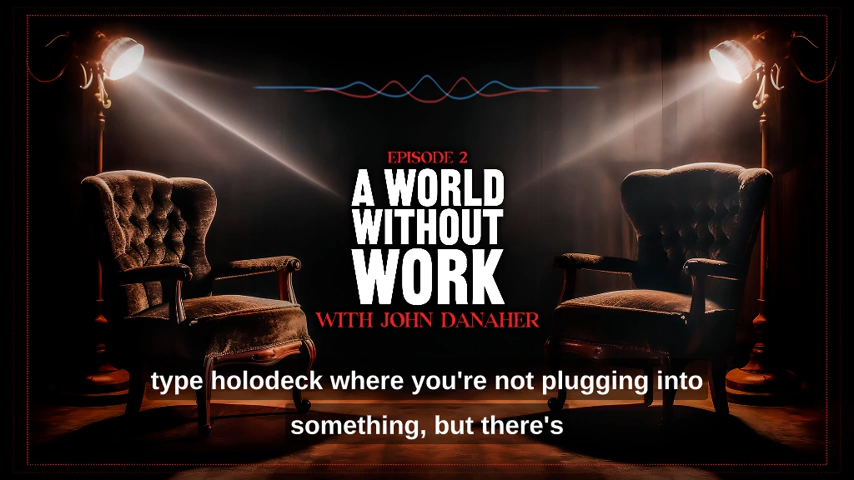 EPISODE 2
A WORLD
WITHOUT
WORK
WITH JOHN DANAHER
type holodeck where you're not plugging into
something, but there's